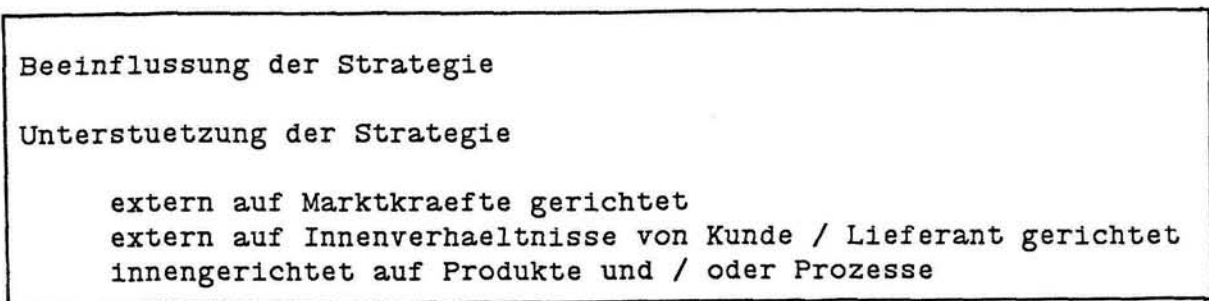 Beeinflussung der Strategie
Unterstuetzung der Strategie
extern auf Marktkraefte gerichtet
extern auf Innenverhaeltnisse von Kunde / Lieferant gerichtet
innengerichtet auf Produkte und / oder Prozesse